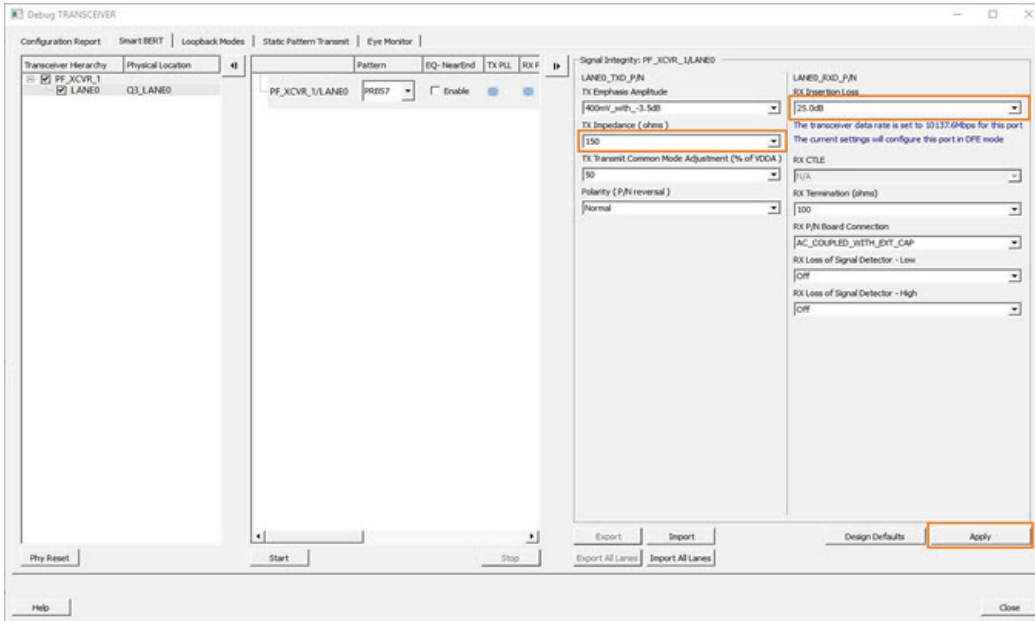 Debug TRANSCEIVER
Configuration Report Smart BERT Loopback Modes Static Pattern Transmit Eye Monitor
Transceiver Hierarchy Physical Location
PF_XCVR_1
LANE0 Q3_LANE0
Phy Reset
Pattern EQ-NearEnd TX PLL RX P
PF_XCVR_1/LANE0 PRBS7 Enable
Start Stop
Signal Integrity: PF_XCVR_1/LANE0
LANE0_TXD_P/N
TX Emphasis Amplitude
400mV_with_-3.5dB
TX Impedance ( ohms )
150
TX Transmit Common Mode Adjustment (% of VDDA )
50
Polarity ( P/N reversal )
Normal
LANE0_RXD_P/N
RX Insertion Loss
25.0dB
The transceiver data rate is set to 10137.6Mbps for this port
The current settings will configure this port in DFE mode
RX CTLE
N/A
RX Termination (ohms)
100
RX P/N Board Connection
AC_COUPLED_WITH_EXT_CAP
RX Loss of Signal Detector - Low
Off
RX Loss of Signal Detector - High
Off
Export Import Design Defaults Apply
Export All Lanes Import All Lanes
Help Close